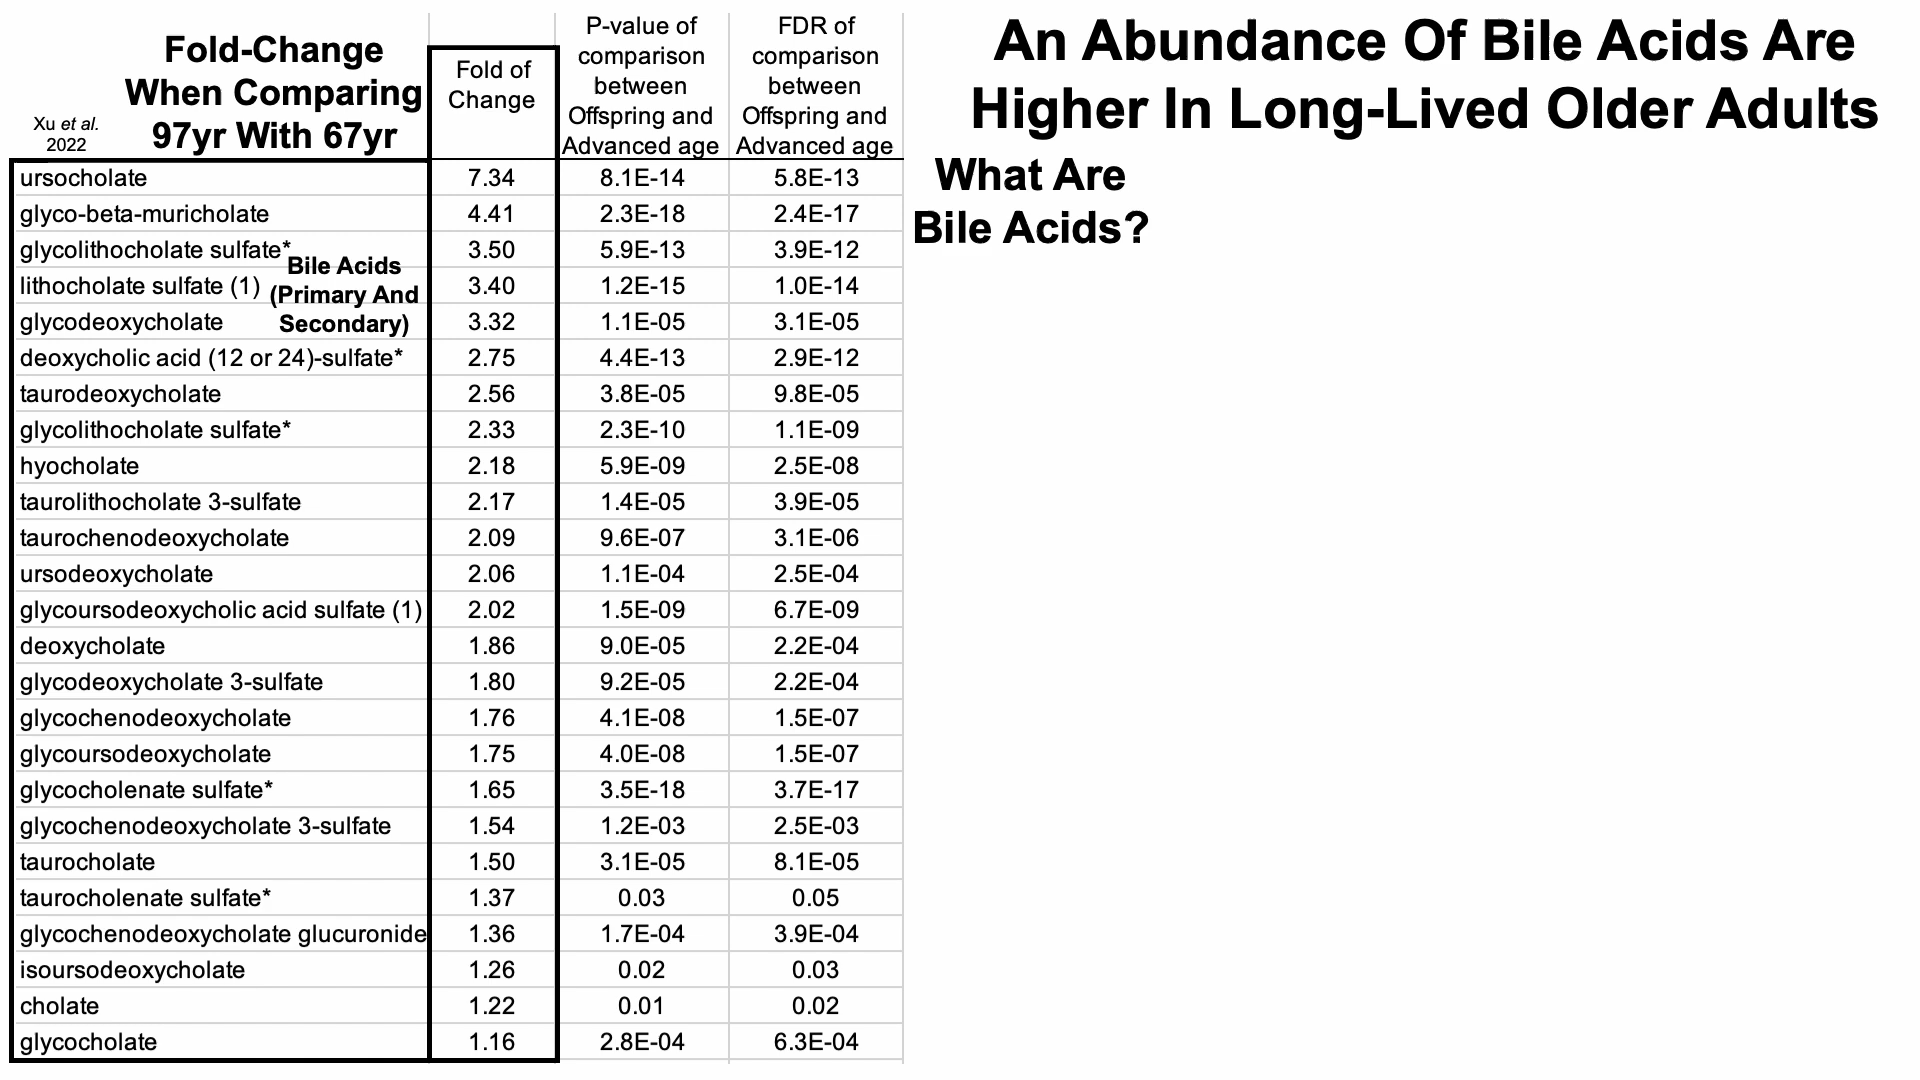 Fold-Change
When Comparing
97yr With 67yr
Xu et al.
2022
Fold of
Change
P-value of
comparison
between
Offspring and
Advanced age
FDR of
comparison
between
Offspring and
Advanced age
ursocholate 7.34 8.1E-14 5.8E-13
glyco-beta-muricholate 4.41 2.3E-18 2.4E-17
glycolithocholate sulfate* 3.50 5.9E-13 3.9E-12
lithocholate sulfate (1) 3.40 1.2E-15 1.0E-14
glycodeoxycholate 3.32 1.1E-05 3.1E-05
Bile Acids
(Primary And
Secondary)
deoxycholic acid (12 or 24)-sulfate* 2.75 4.4E-13 2.9E-12
taurodeoxycholate 2.56 3.8E-05 9.8E-05
glycolithocholate sulfate* 2.33 2.3E-10 1.1E-09
hyocholate 2.18 5.9E-09 2.5E-08
taurolithocholate 3-sulfate 2.17 1.4E-05 3.9E-05
taurochenodeoxycholate 2.09 9.6E-07 3.1E-06
ursodeoxycholate 2.06 1.1E-04 2.5E-04
glycoursodeoxycholic acid sulfate (1) 2.02 1.5E-09 6.7E-09
deoxycholate 1.86 9.0E-05 2.2E-04
glycodeoxycholate 3-sulfate 1.80 9.2E-05 2.2E-04
glycochenodeoxycholate 1.76 4.1E-08 1.5E-07
glycoursodeoxycholate 1.75 4.0E-08 1.5E-07
glycocholenate sulfate* 1.65 3.5E-18 3.7E-17
glycochenodeoxycholate 3-sulfate 1.54 1.2E-03 2.5E-03
taurocholate 1.50 3.1E-05 8.1E-05
taurocholenate sulfate* 1.37 0.03 0.05
glycochenodeoxycholate glucuronide 1.36 1.7E-04 3.9E-04
isoursodeoxycholate 1.26 0.02 0.03
cholate 1.22 0.01 0.02
glycocholate 1.16 2.8E-04 6.3E-04
An Abundance Of Bile Acids Are
Higher In Long-Lived Older Adults
What Are
Bile Acids?